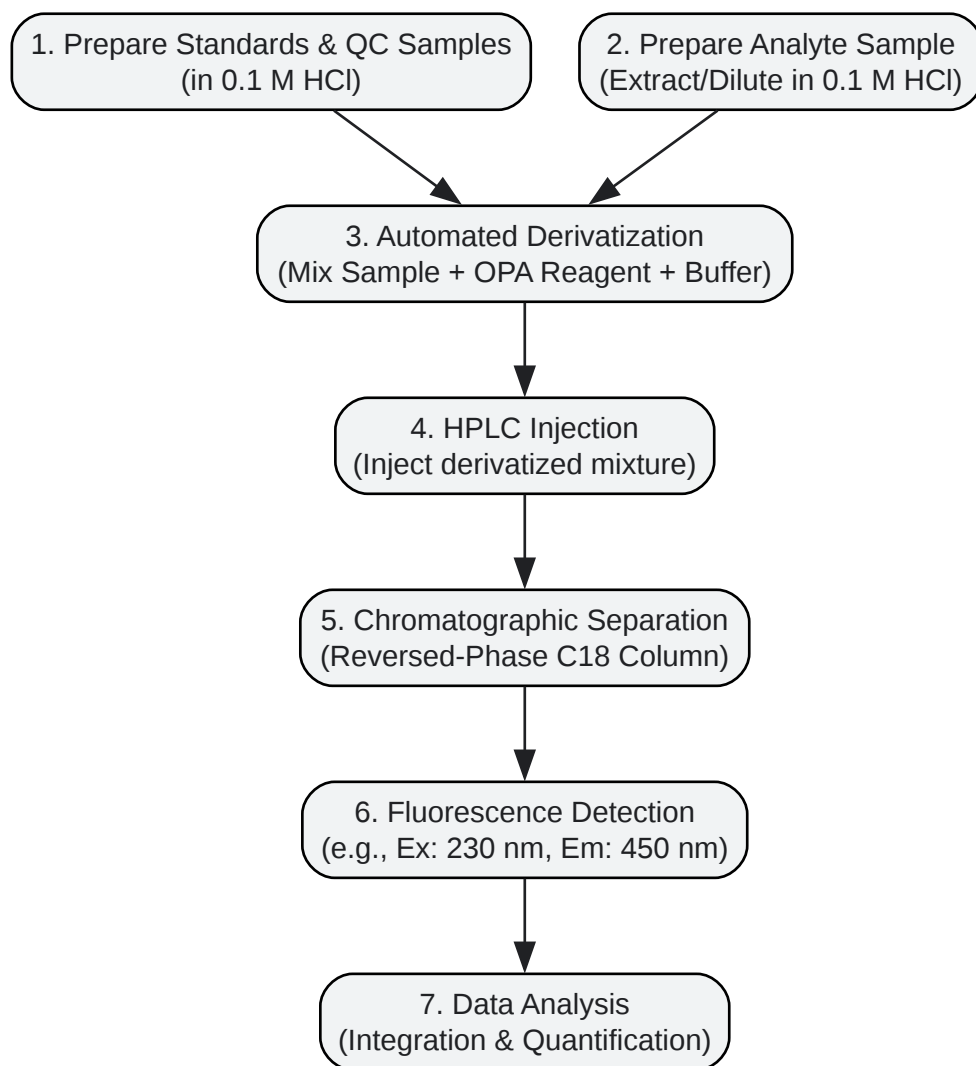 1. Prepare Standards & QC Samples
(in 0.1 M HCl)
2. Prepare Analyte Sample
(Extract/Dilute in 0.1 M HCl)
3. Automated Derivatization
(Mix Sample + OPA Reagent + Buffer)
4. HPLC Injection
(Inject derivatized mixture)
5. Chromatographic Separation
(Reversed-Phase C18 Column)
6. Fluorescence Detection
(e.g., Ex: 230 nm, Em: 450 nm)
7. Data Analysis
(Integration & Quantification)